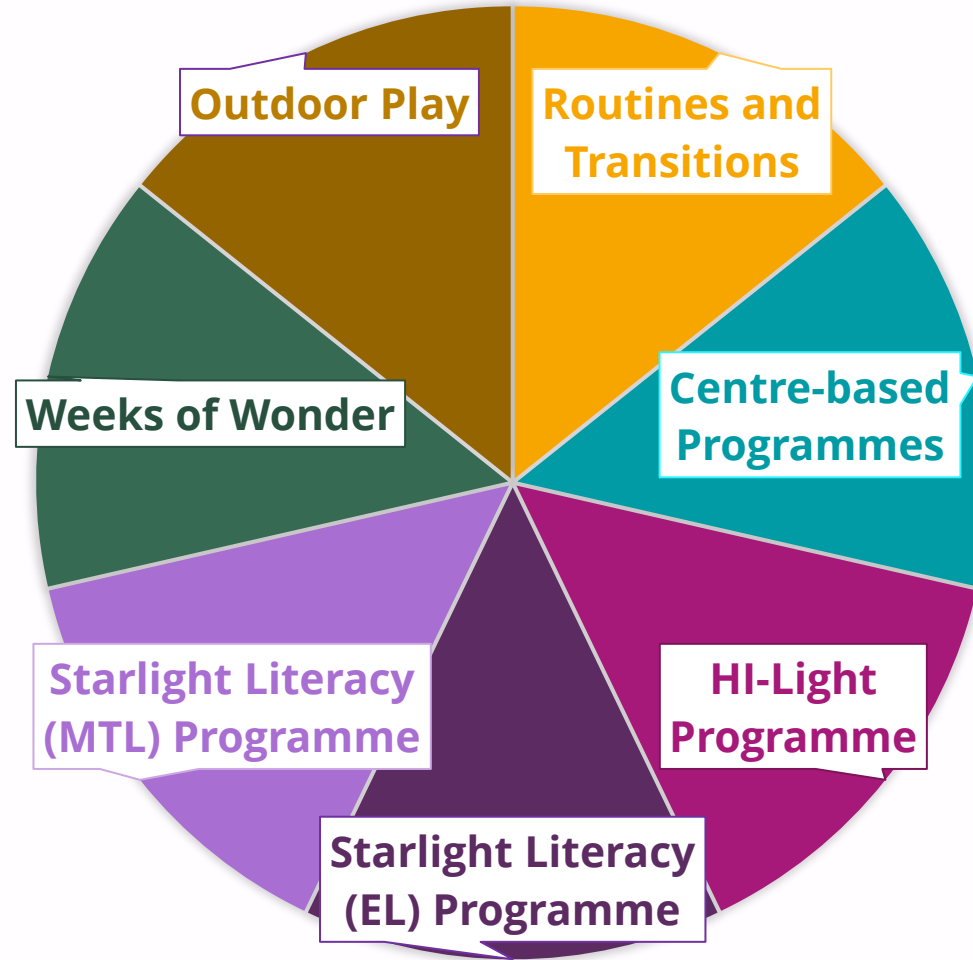 Outdoor Play
Routines and
Transitions
Centre-based
Programmes
Weeks of Wonder
HI-Light
Programme
Starlight Literacy
(MTL) Programme
Starlight Literacy
(EL) Programme